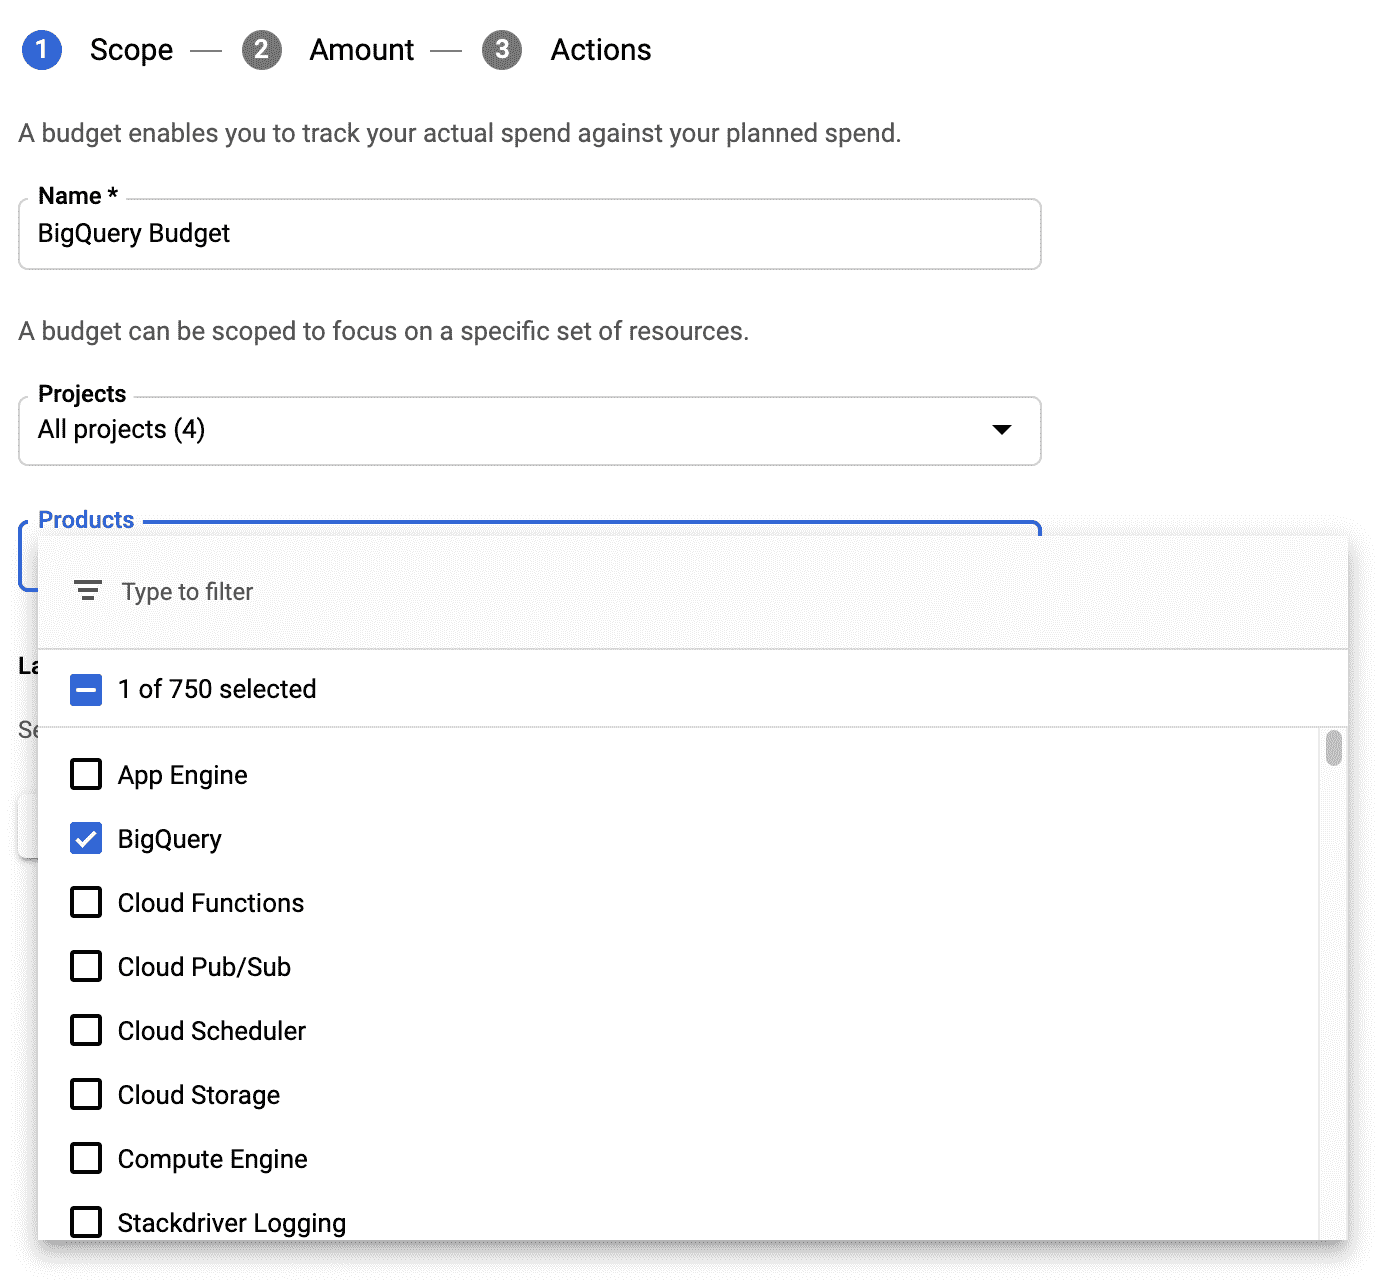 1 Scope 2 Amount 3 Actions
A budget enables you to track your actual spend against your planned spend.
Name *
BigQuery Budget
A budget can be scoped to focus on a specific set of resources.
Projects
All projects (4)
Products
Type to filter
1 of 750 selected
App Engine
BigQuery
Cloud Functions
Cloud Pub/Sub
Cloud Scheduler
Cloud Storage
Compute Engine
Stackdriver Logging